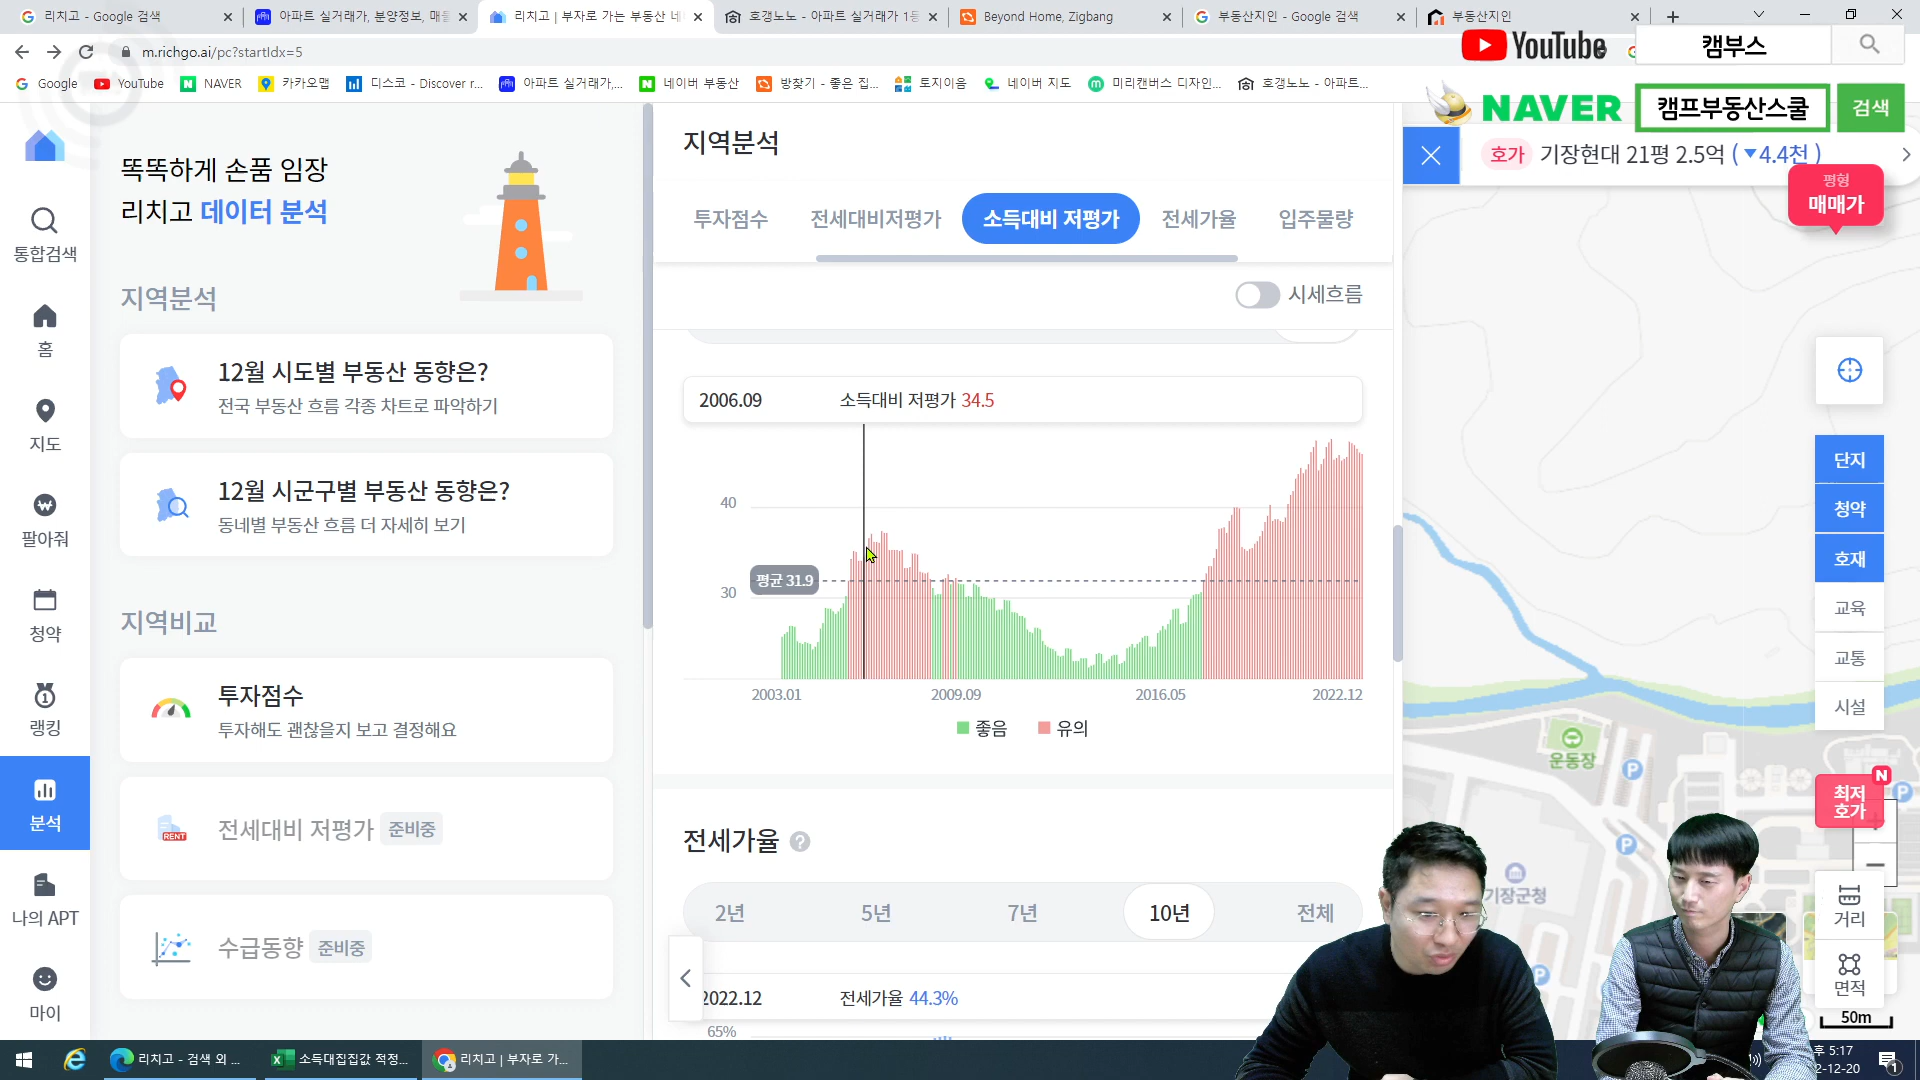 리치고 - Google 검색
아파트 실거래가, 분양정보, 매물
리치고 | 부자로 가는 부동산 네
호갱노노 - 아파트 실거래가 1등
Beyond Home, Zigbang
부동산지인 - Google 검색
부동산지인
m.richgo.ai/pc?startIdx=5
YouTube
캠부스
Google
YouTube
NAVER
카카오맵
디스코 - Discover r...
아파트 실거래가,...
네이버 부동산
방찾기 - 좋은 집...
토지이음
네이버 지도
미리캔버스 디자인...
호갱노노 - 아파트...
NAVER
캠프부동산스쿨
검색
호가 기장현대 21평 2.5억 (▼4.4천 )
평형
매매가
통합검색
홈
지도
팔아줘
청약
랭킹
분석
나의 APT
마이
똑똑하게 손품 임장
리치고 데이터 분석
지역분석
12월 시도별 부동산 동향은?
전국 부동산 흐름 각종 차트로 파악하기
12월 시군구별 부동산 동향은?
동네별 부동산 흐름 더 자세히 보기
지역비교
투자점수
투자해도 괜찮을지 보고 결정해요
RENT
전세대비 저평가 준비중
수급동향 준비중
지역분석
투자점수
전세대비저평가
소득대비 저평가
전세가율
입주물량
시세흐름
2006.09
소득대비 저평가 34.5
40
평균 31.9
30
2003.01
2009.09
2016.05
2022.12
좋음
유의
전세가율 ?
2년
5년
7년
10년
전체
2022.12
전세가율 44.3%
65%
단지
청약
호재
교육
교통
시설
N
최저
호가
운동장
P
P
P
P
기장군청
거리
면적
50m
리치고 - 검색 외 ...
소득대집집값 적정...
리치고 | 부자로 가...
후 5:17
2-12-20
1